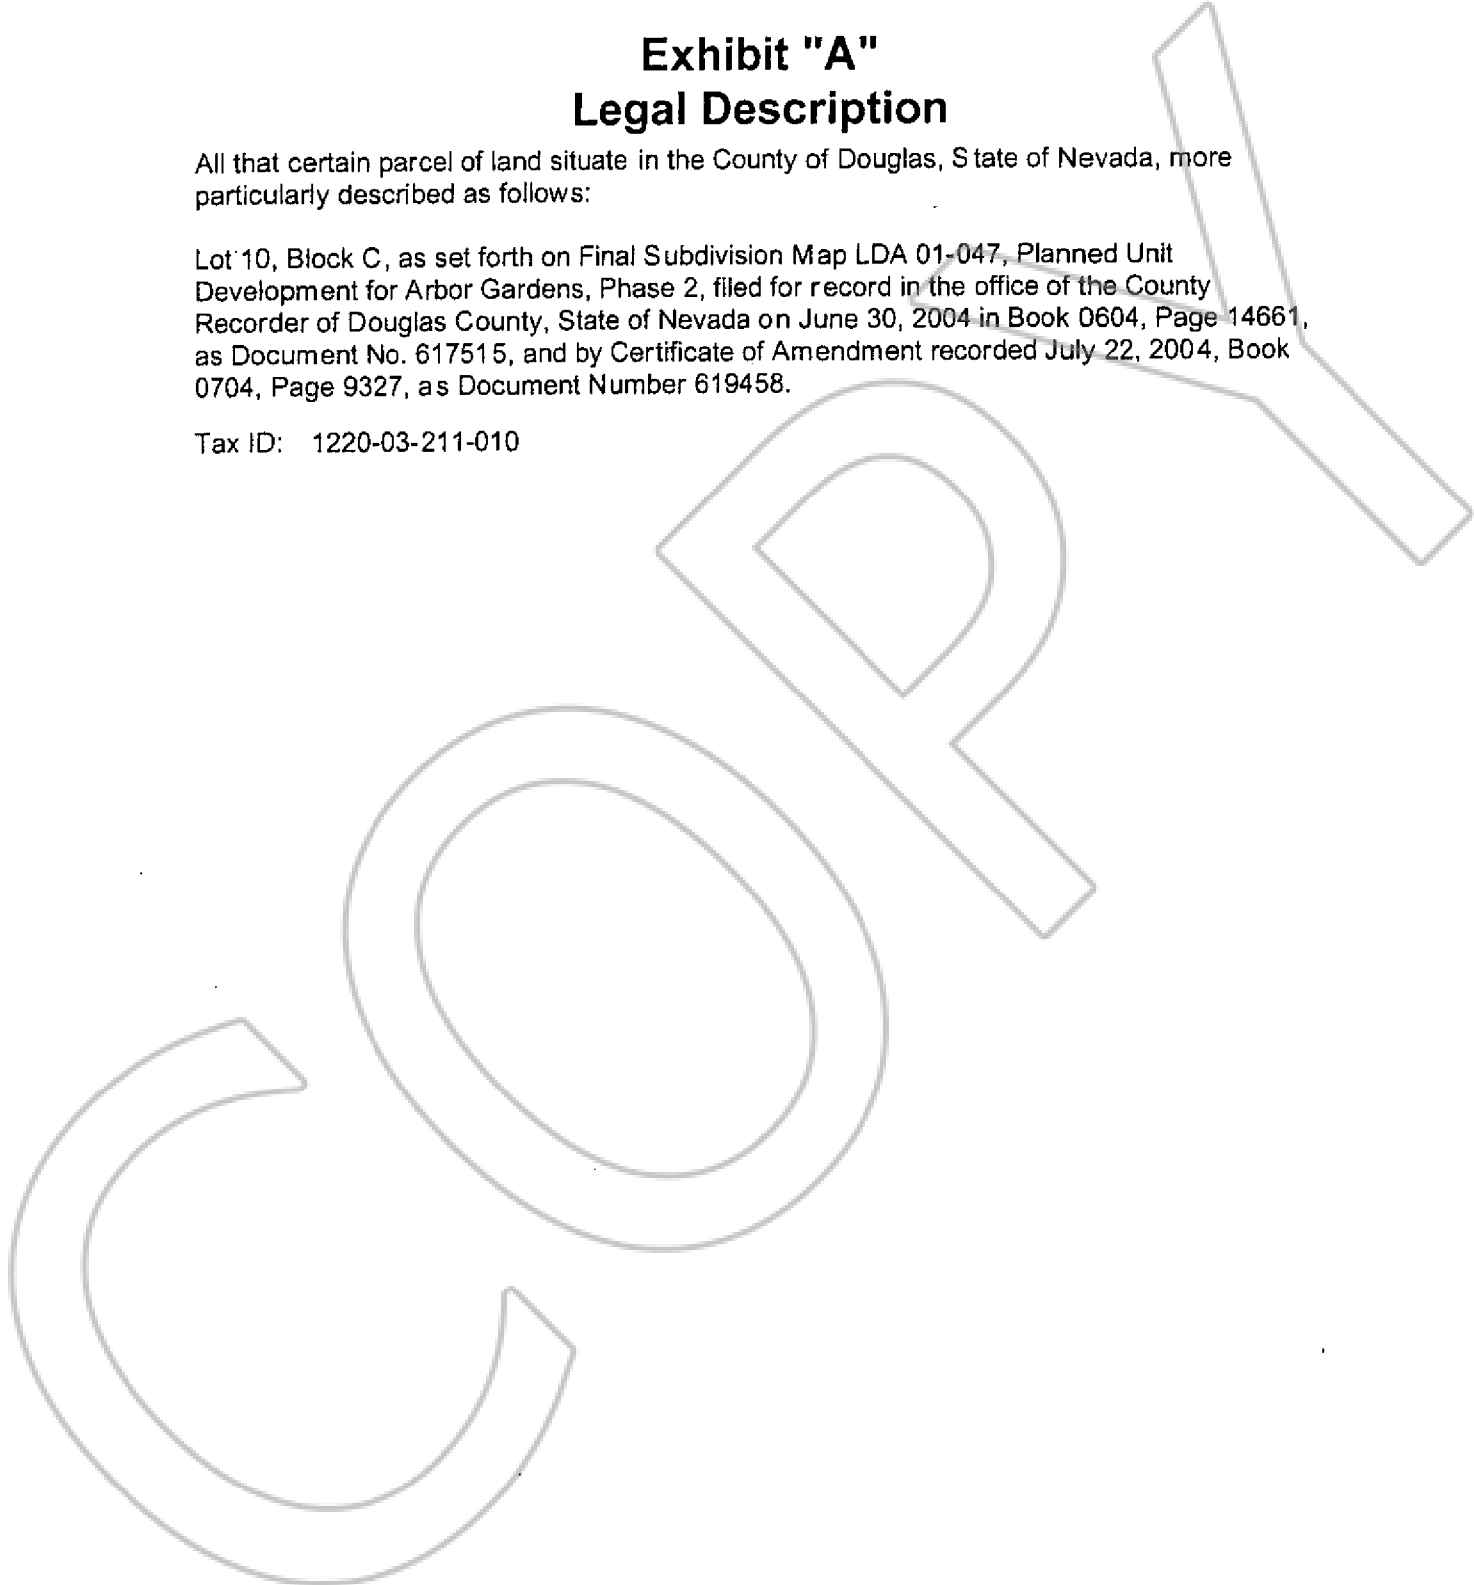 Exhibit "A"
Legal Description
All that certain parcel of land situate in the County of Douglas, State of Nevada, more
particularly described as follows:
Lot 10, Block C, as set forth on Final Subdivision Map LDA 01-047, Planned Unit
Development for Arbor Gardens, Phase 2, filed for record in the office of the County
Recorder of Douglas County, State of Nevada on June 30, 2004 in Book 0604, Page 14661,
as Document No. 617515, and by Certificate of Amendment recorded July 22, 2004, Book
0704, Page 9327, as Document Number 619458.
Tax ID: 1220-03-211-010
COPY